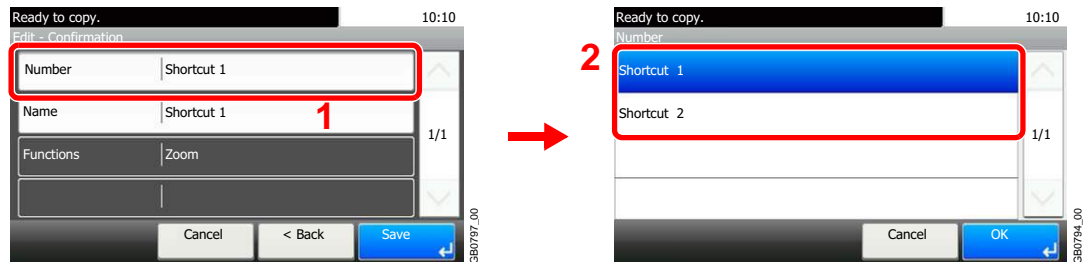 Ready to copy. 10:10
Edit - Confirmation
Number Shortcut 1
Name Shortcut 1
1
1/1
Functions Zoom
Cancel < Back Save
GB0797_00
Ready to copy. 10:10
Number
2
Shortcut 1
Shortcut 2
1/1
Cancel OK
GB0794_00